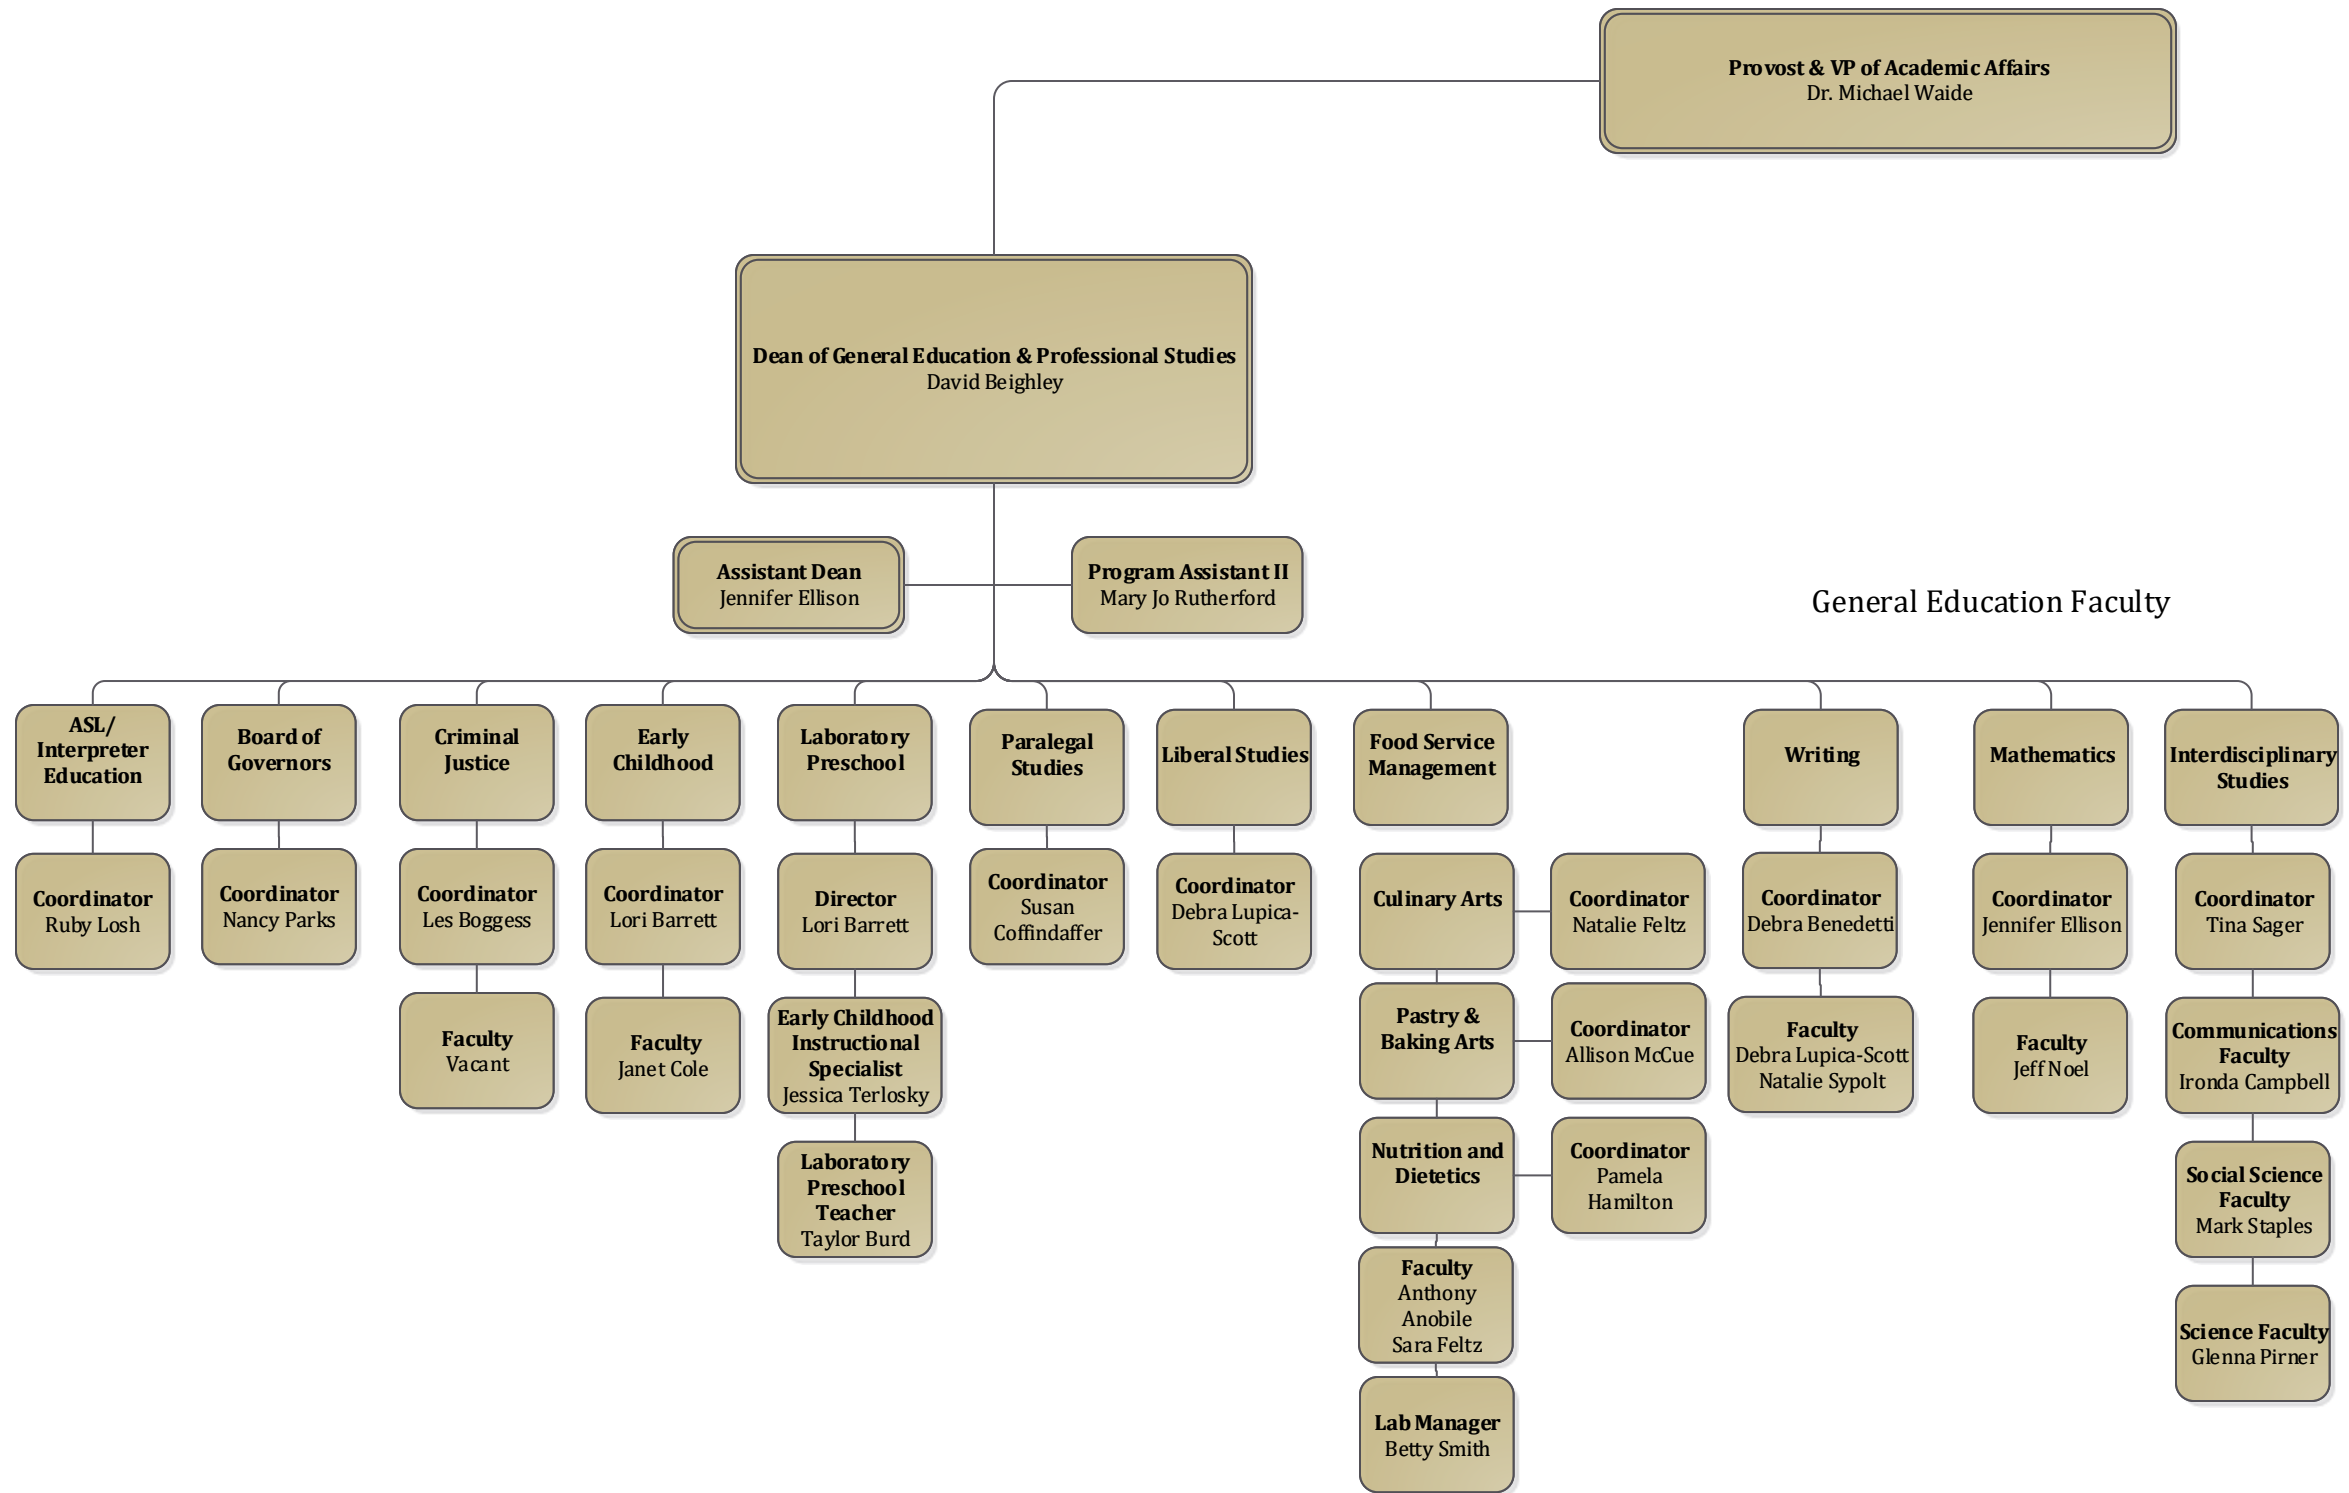 Provost & VP of Academic Affairs
Dr. Michael Waide
Dean of General Education & Professional Studies
David Beighley
Assistant Dean
Jennifer Ellison
Program Assistant II
Mary Jo Rutherford
General Education Faculty
ASL/
Interpreter
Education
Coordinator
Ruby Losh
Board of
Governors
Coordinator
Nancy Parks
Criminal
Justice
Coordinator
Les Boggess
Faculty
Vacant
Early
Childhood
Coordinator
Lori Barrett
Faculty
Janet Cole
Laboratory
Preschool
Director
Lori Barrett
Early Childhood
Instructional
Specialist
Jessica Terlosky
Laboratory
Preschool
Teacher
Taylor Burd
Paralegal
Studies
Coordinator
Susan
Coffindaffer
Liberal Studies
Coordinator
Debra Lupica-
Scott
Food Service
Management
Culinary Arts
Coordinator
Natalie Feltz
Pastry &
Baking Arts
Coordinator
Allison McCue
Nutrition and
Dietetics
Coordinator
Pamela
Hamilton
Faculty
Anthony
Anobile
Sara Feltz
Lab Manager
Betty Smith
Writing
Coordinator
Debra Benedetti
Faculty
Debra Lupica-Scott
Natalie Sypolt
Mathematics
Coordinator
Jennifer Ellison
Faculty
Jeff Noel
Interdisciplinary
Studies
Coordinator
Tina Sager
Communications
Faculty
Ironda Campbell
Social Science
Faculty
Mark Staples
Science Faculty
Glenna Pirner